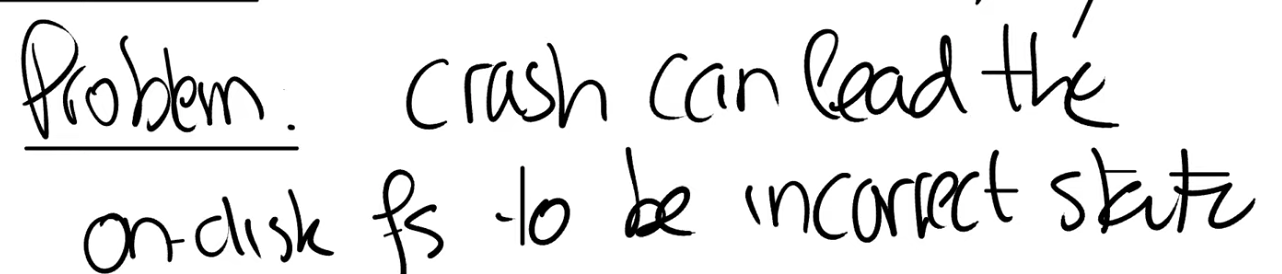 Problem. crash can lead the
on-disk fs to be incorrect state